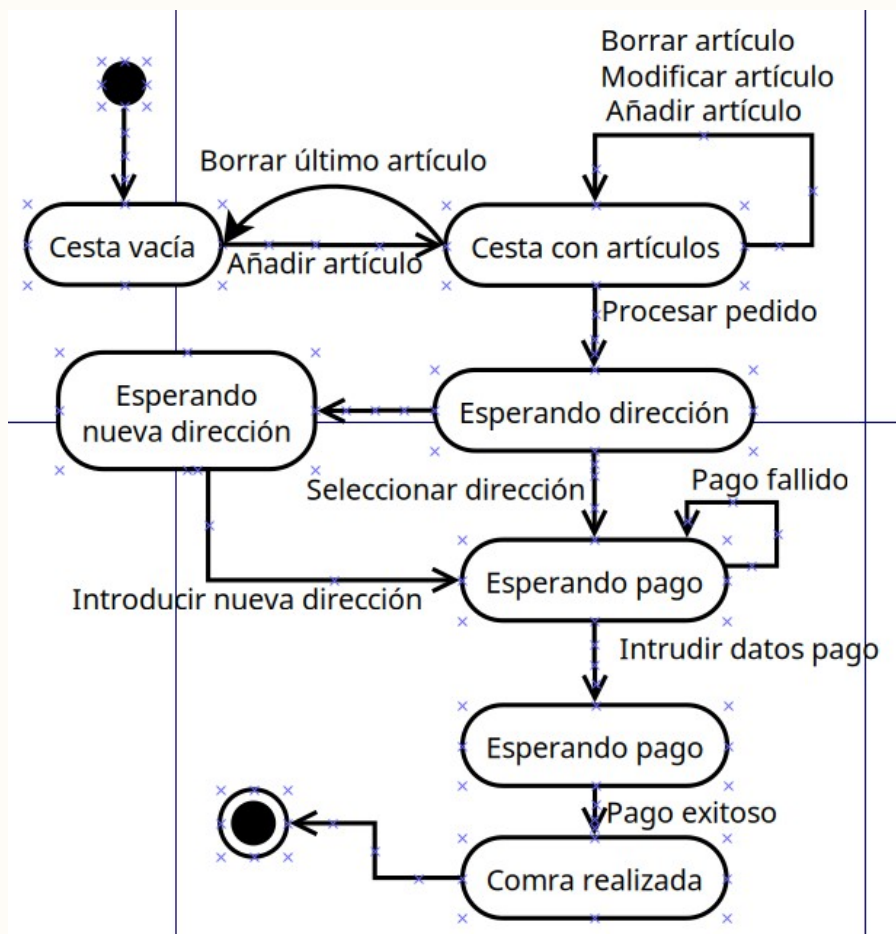 Borrar artículo
Modificar artículo
Añadir artículo
Borrar último artículo
Cesta vacía
Añadir artículo
Cesta con artículos
Procesar pedido
Esperando
nueva dirección
Esperando dirección
Seleccionar dirección
Pago fallido
Esperando pago
Introducir nueva dirección
Intrudir datos pago
Esperando pago
Pago exitoso
Comra realizada